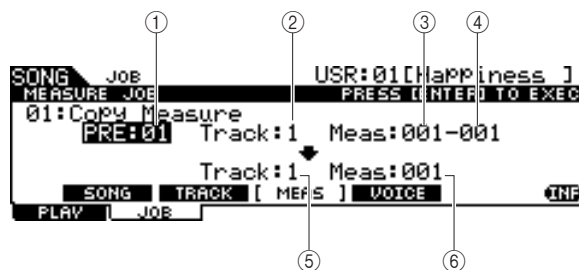 ① ② ③ ④
SONG JOB USR:01[Happiness ]
MEASURE JOB PRESS [ENTER] TO EXEC
01:Copy Measure
PRE:01 Track:1 Meas:001-001
Track:1 Meas:001
SONG TRACK [ MEAS ] VOICE INF
PLAY JOB
⑤ ⑥